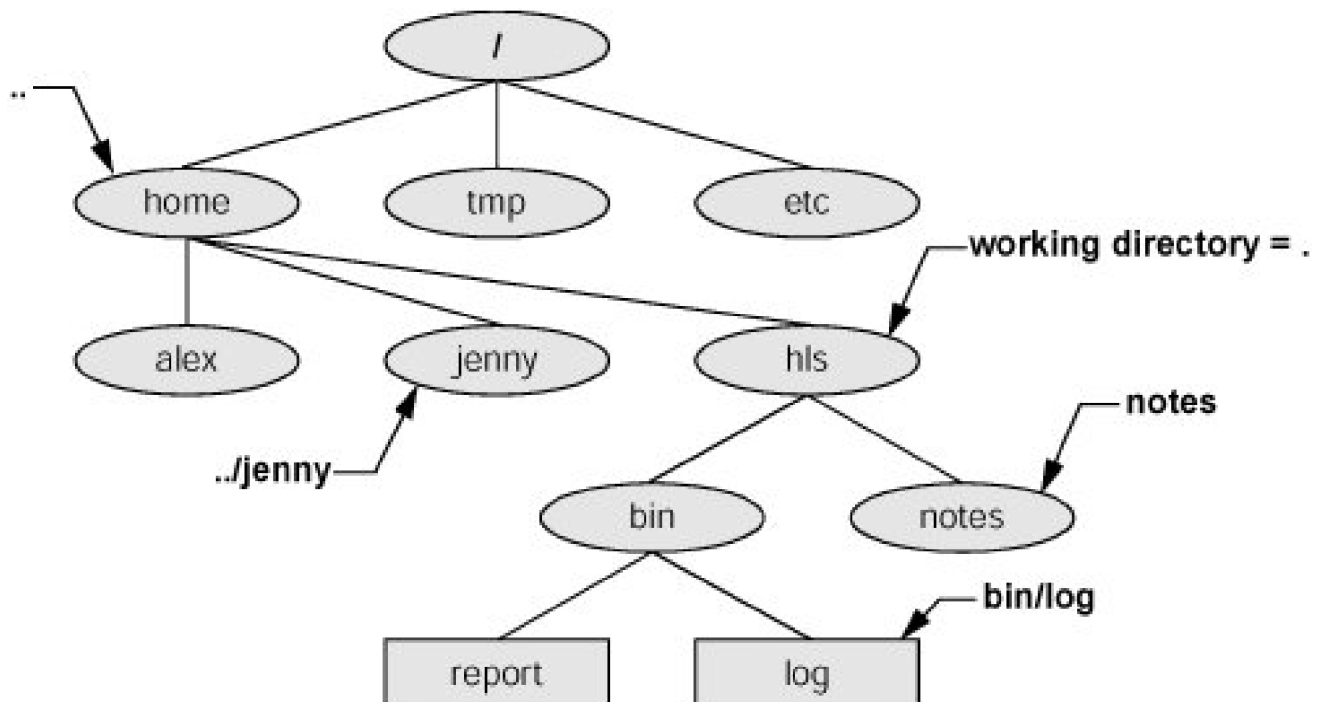 /
..
home
tmp
etc
working directory = .
alex
jenny
hls
notes
../jenny
bin
notes
bin/log
report
log